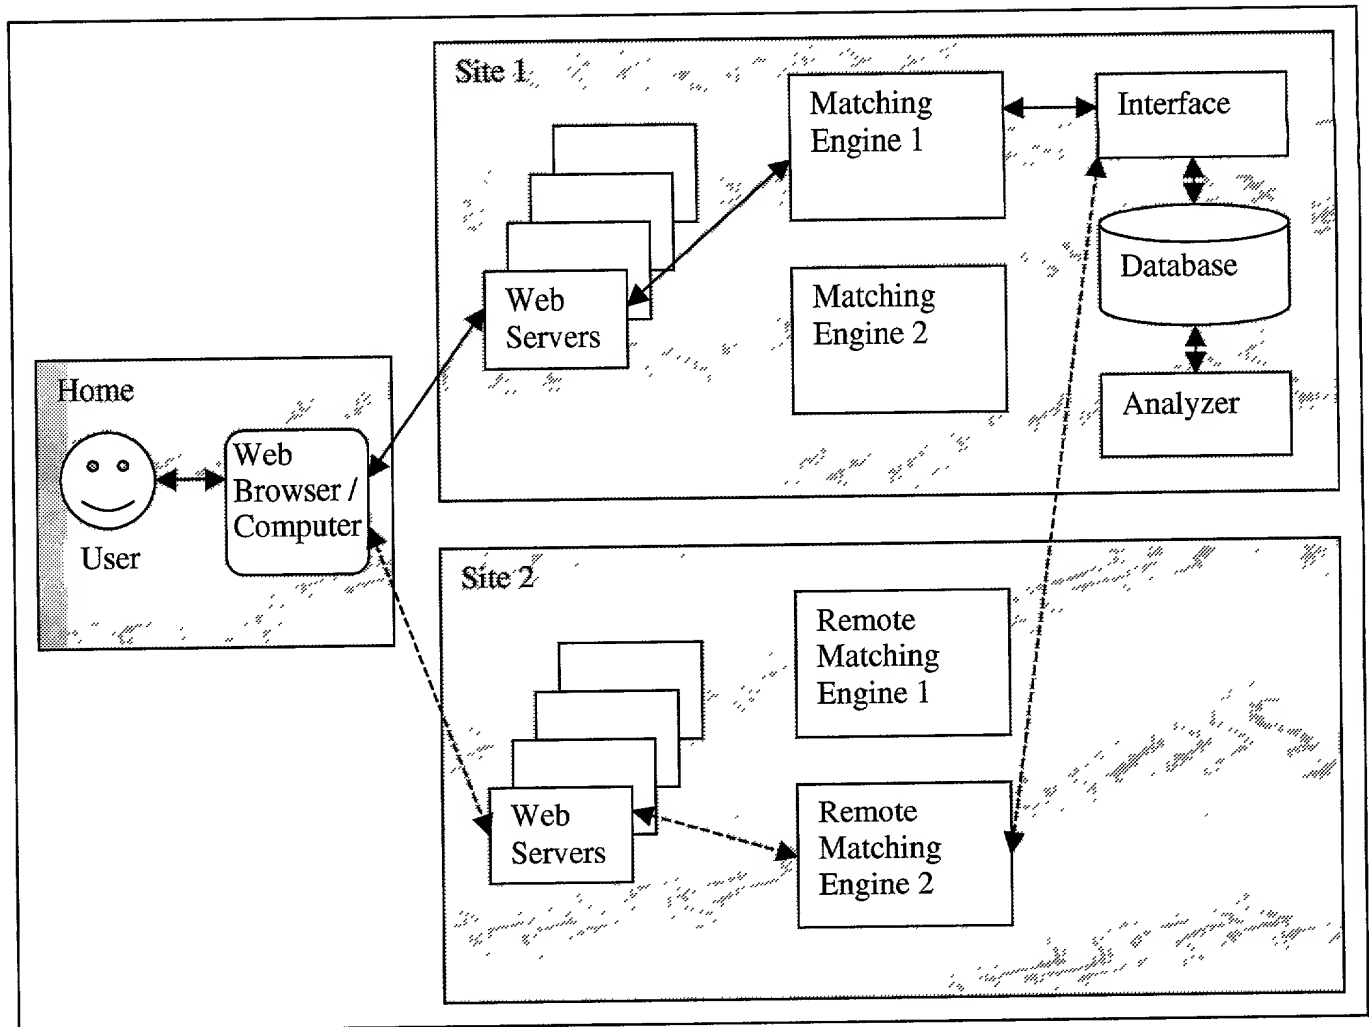 Home
User
Web
Browser /
Computer
Site 1
Web
Servers
Matching
Engine 1
Matching
Engine 2
Interface
Database
Analyzer
Site 2
Web
Servers
Remote
Matching
Engine 1
Remote
Matching
Engine 2